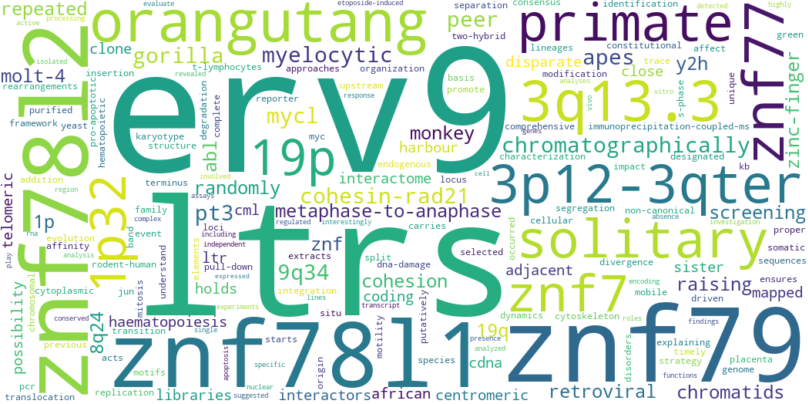 repeated
active
processing
evaluate
orangutang
etoposide-induced
peer
separation
two-hybrid
consensus
lineages
identification
constitutional
detected
highly
primate
znf77
isolated
clone
gorilla
myelocytic
disparate
apes
affect
y2h
trace
green
insertion
t-lymphocytes
revealed
approaches
organization
basis
promote
close
modification
analyses
unique
molt-4
rearrangements
purified
framework
yeast
znf7812
pro-apoptotic
hematopoietic
erv9
reporter
upstream
response
mycl
myc
monkey
3q13.3
vivo
vitro
s-phase
genes
zinc-finger
comprehensive
immunoprecipitation-coupled-ms
karyotype
structure
degradation
complete
abl
19p
endogenous
harbour
chromatographically
characterization
designated
impact
kb
addition
region
terminus
involved
interactome
locus
cell
randomly
cohesin-rad21
3p12-3qter
screening
telomeric
1p
1p32
evolution
affinity
band
analysis
rna
family
event
assays
complex
interestingly
loci
including
independent
pt3
cml
metaphase-to-anaphase
regulated
carries
cellular
segregation
non-canonical
absence
investigation
proper
somatic
sequences
znf
extracts
pull-down
dna-damage
split
selected
occurred
solitary
divergence
sister
play
possibility
chromosomal
rodent-human
cytoplasmic
jun
mitosis
understand
ltr
elements
9q34
cohesion
coding
holds
integration
lines
expressed
experiments
situ
ltrs
adjacent
znf7
encoding
mobile
raising
driven
mapped
ensures
conserved
previous
8q24
haematopoiesis
transition
single
starts
transcript
origin
motility
putatively
presence
analyzed
19q
dynamics
cytoskeleton
roles
disorders
explaining
timely
strategy
placenta
genome
findings
functions
pcr
translocation
motifs
acts
replication
apoptosis
specific
nuclear
suggested
znf78l1
species
cdna
znf79
libraries
interactors
african
centromeric
retroviral
chromatids